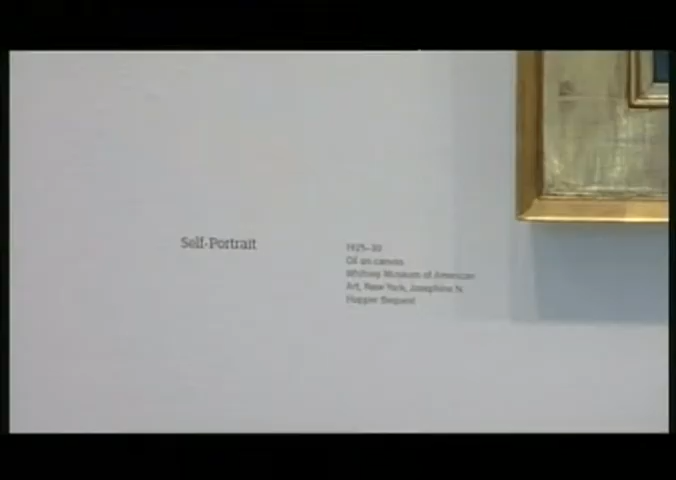 Self-Portrait
1925–30
Oil on canvas
Whitney Museum of American
Art, New York, Josephine N.
Hopper Bequest